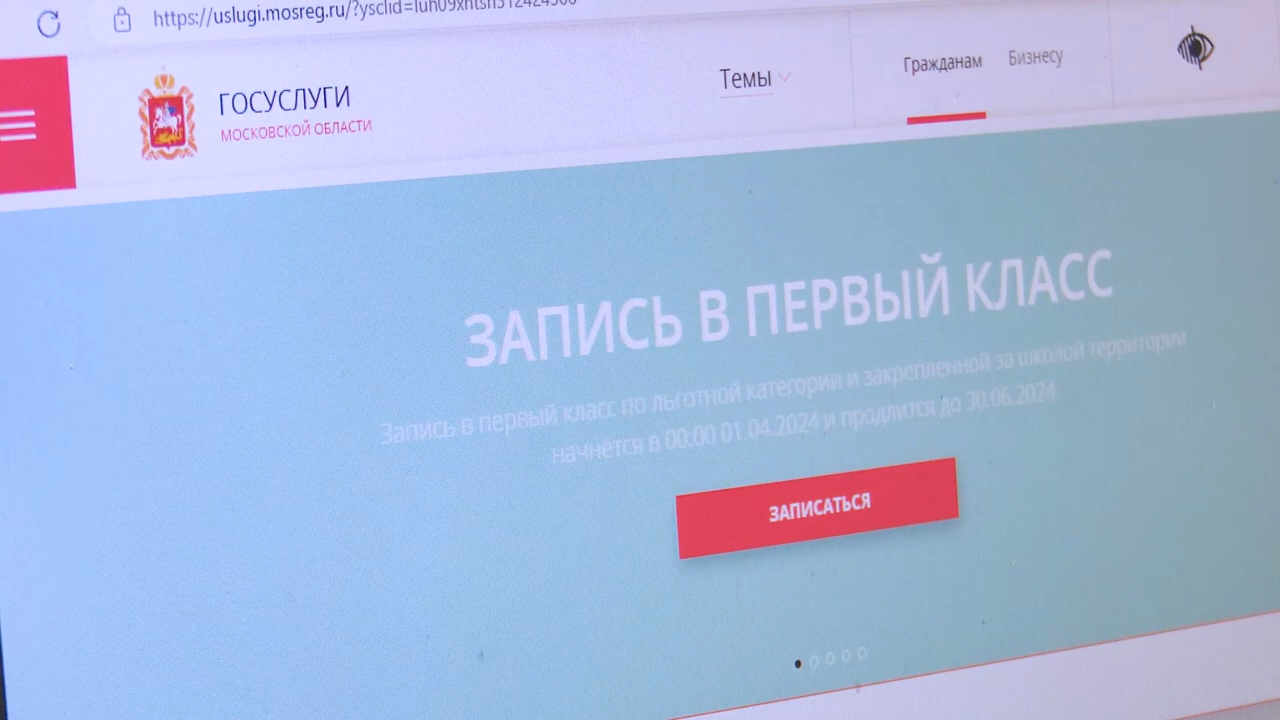 https://uslugi.mosreg.ru/?ysclid=
ГОСУСЛУГИ
МОСКОВСКОЙ ОБЛАСТИ
Темы
Гражданам
Бизнесу
ЗАПИСЬ В ПЕРВЫЙ КЛАСС
Запись в первый класс по льготной категории и закрепленной за школой территории
начнётся в 00:00 01.04.2024 и продлится до 30.06.2024
ЗАПИСАТЬСЯ